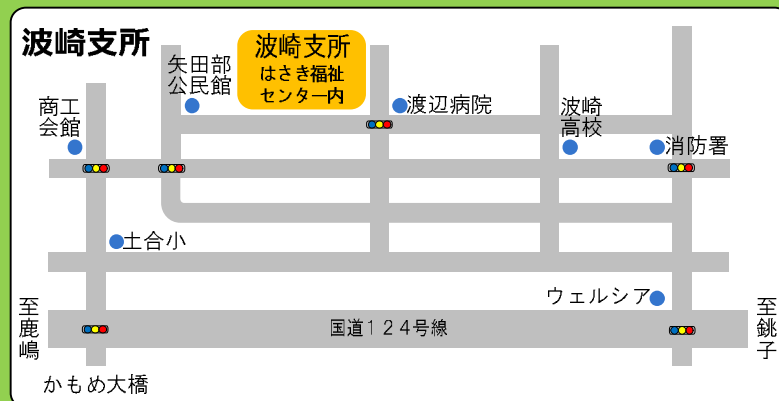 波崎支所
波崎支所
はさき福祉
センター内
矢田部
公民館
渡辺病院
商工
会館
波崎
高校
消防署
土合小
ウェルシア
至鹿嶋
国道124号線
至銚子
かもめ大橋